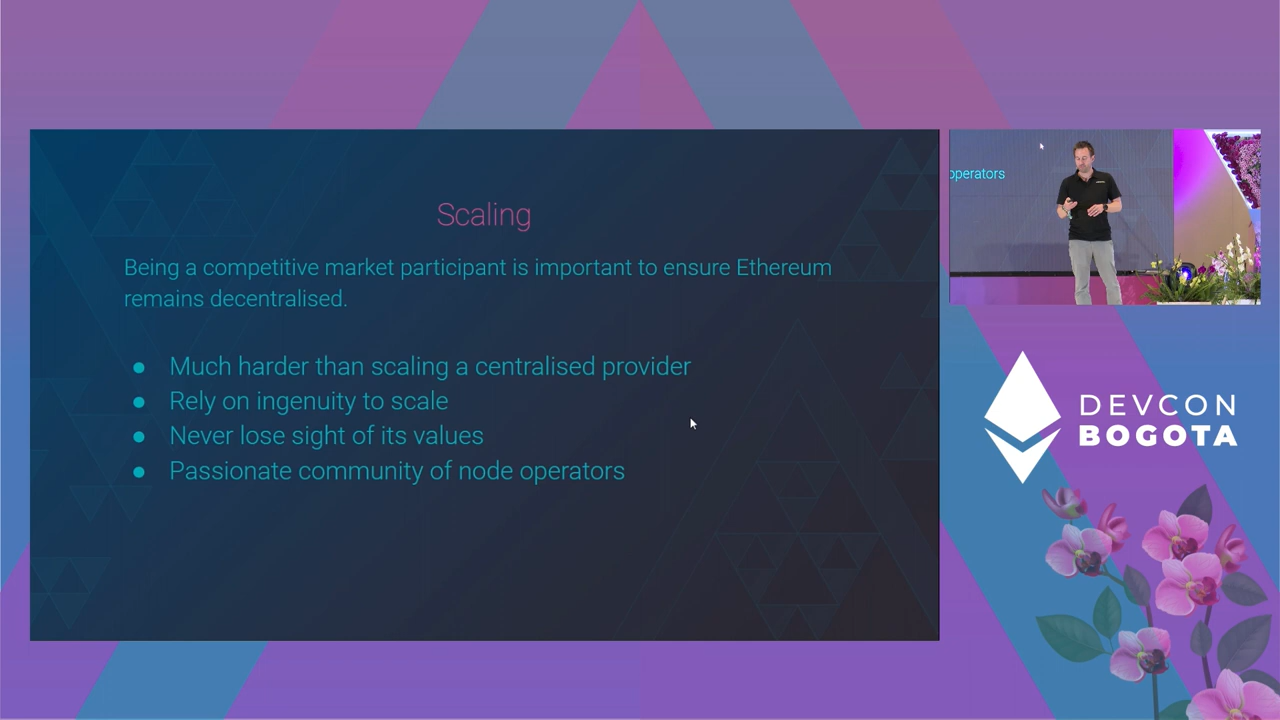 Scaling
Being a competitive market participant is important to ensure Ethereum
remains decentralised.
● Much harder than scaling a centralised provider
● Rely on ingenuity to scale
● Never lose sight of its values
● Passionate community of node operators
operators
DEVCON
BOGOTA